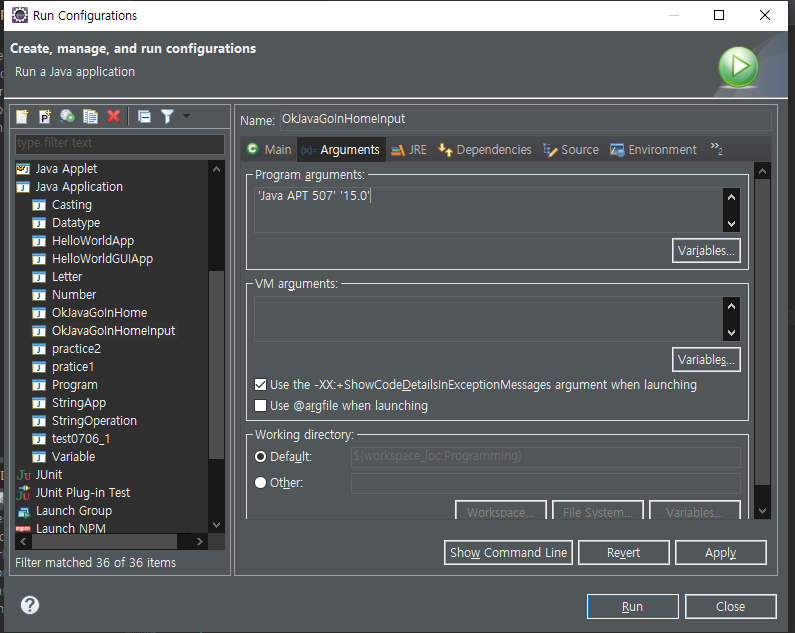 Run Configurations
Create, manage, and run configurations
Run a Java application
type filter text
Java Applet
Java Application
Casting
Datatype
HelloWorldApp
HelloWorldGUIApp
Letter
Number
OkJavaGoInHome
OkJavaGoInHomeInput
practice2
pratice1
Program
StringApp
StringOperation
test0706_1
Variable
JUnit
JUnit Plug-in Test
Launch Group
Launch NPM
Filter matched 36 of 36 items
Name: OkJavaGoInHomeInput
Main (x)= Arguments JRE Dependencies Source Environment »2
Program arguments:
'Java APT 507' '15.0'
Variables...
VM arguments:
Variables...
Use the -XX:+ShowCodeDetailsInExceptionMessages argument when launching
Use @argfile when launching
Working directory:
Default: ${workspace_loc:Programming}
Other:
Workspace... File System... Variables...
Show Command Line Revert Apply
? Run Close